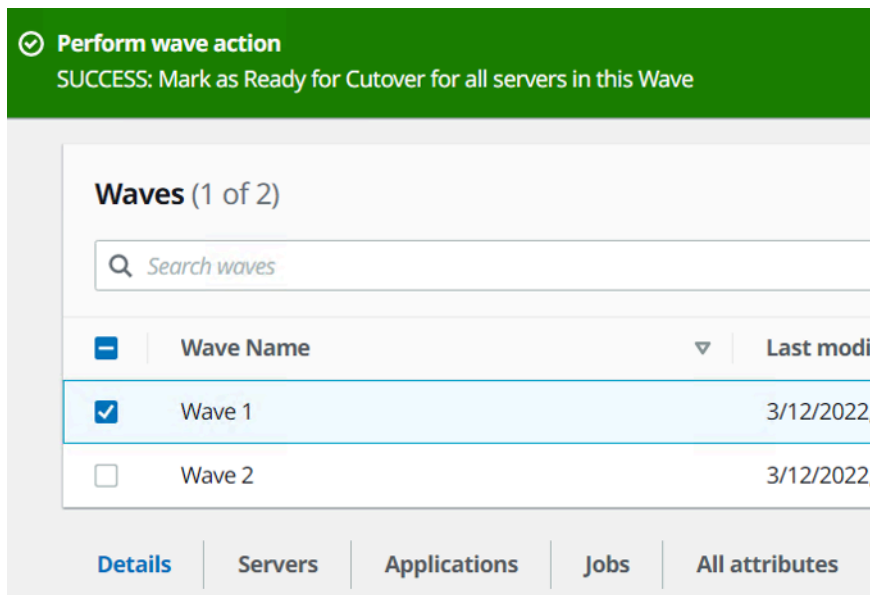 Perform wave action
SUCCESS: Mark as Ready for Cutover for all servers in this Wave
Waves (1 of 2)
Search waves
Wave Name Last modi
Wave 1 3/12/2022,
Wave 2 3/12/2022,
Details Servers Applications Jobs All attributes